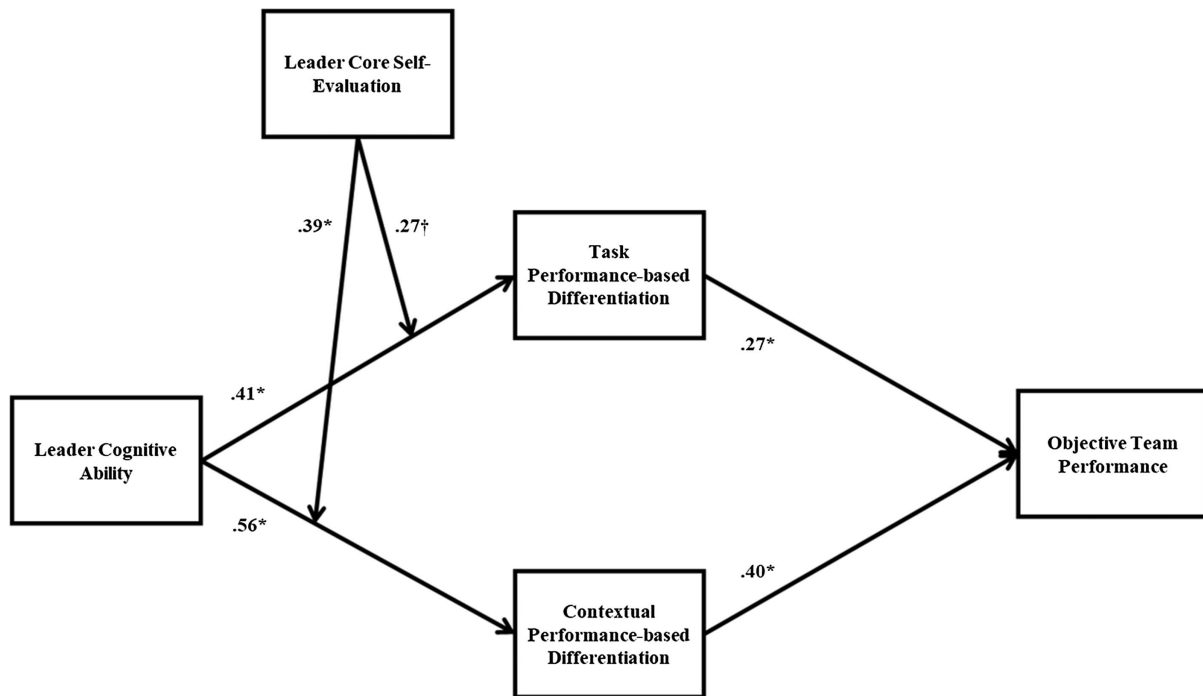 Leader Core Self-
Evaluation
.39*
.27†
Task
Performance-based
Differentiation
.27*
.41*
Leader Cognitive
Ability
Objective Team
Performance
.56*
.40*
Contextual
Performance-based
Differentiation